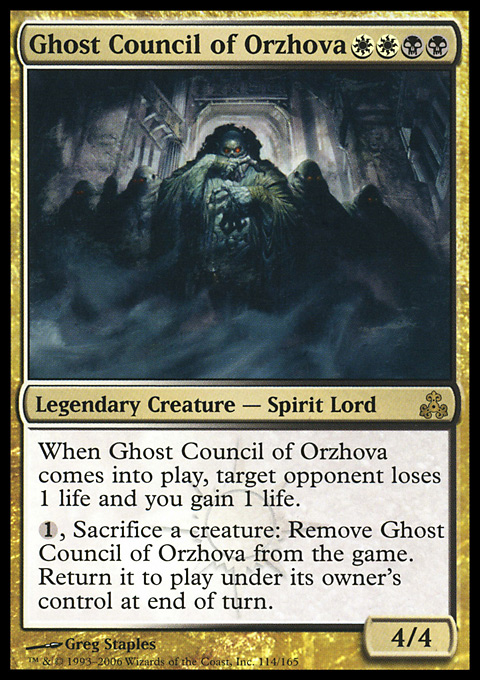 Ghost Council of Orzhova
Legendary Creature — Spirit Lord
When Ghost Council of Orzhova
comes into play, target opponent loses
1 life and you gain 1 life.
1, Sacrifice a creature: Remove Ghost
Council of Orzhova from the game.
Return it to play under its owner's
control at end of turn.
4/4
Greg Staples
™ & © 1993–2006 Wizards of the Coast, Inc. 114/165